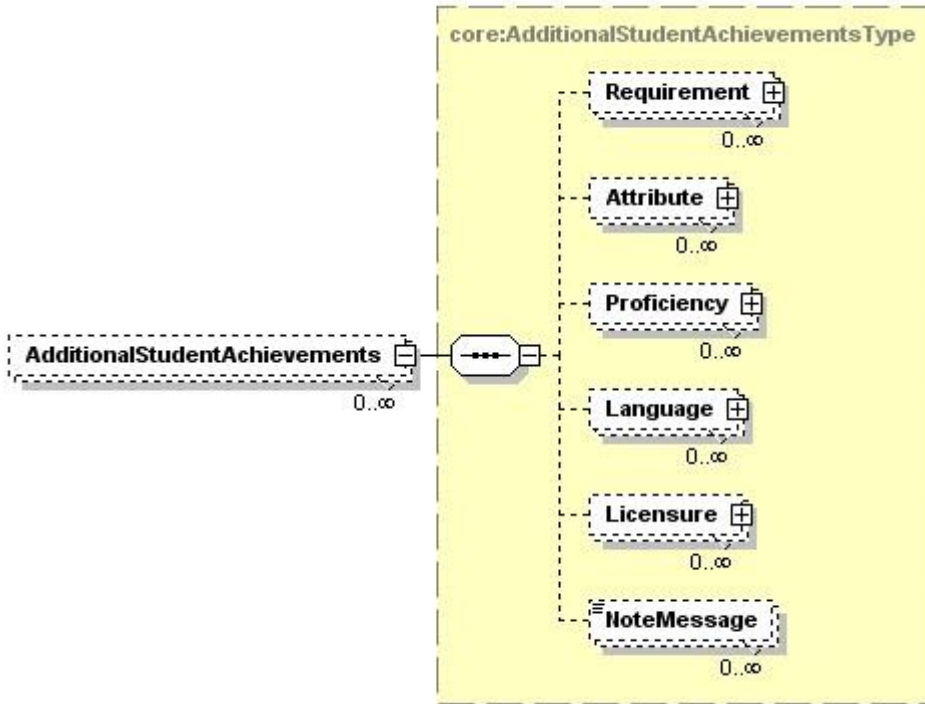 core:AdditionalStudentAchievementsType
Requirement
0..∞
Attribute
0..∞
Proficiency
0..∞
AdditionalStudentAchievements
0..∞
Language
0..∞
Licensure
0..∞
NoteMessage
0..∞